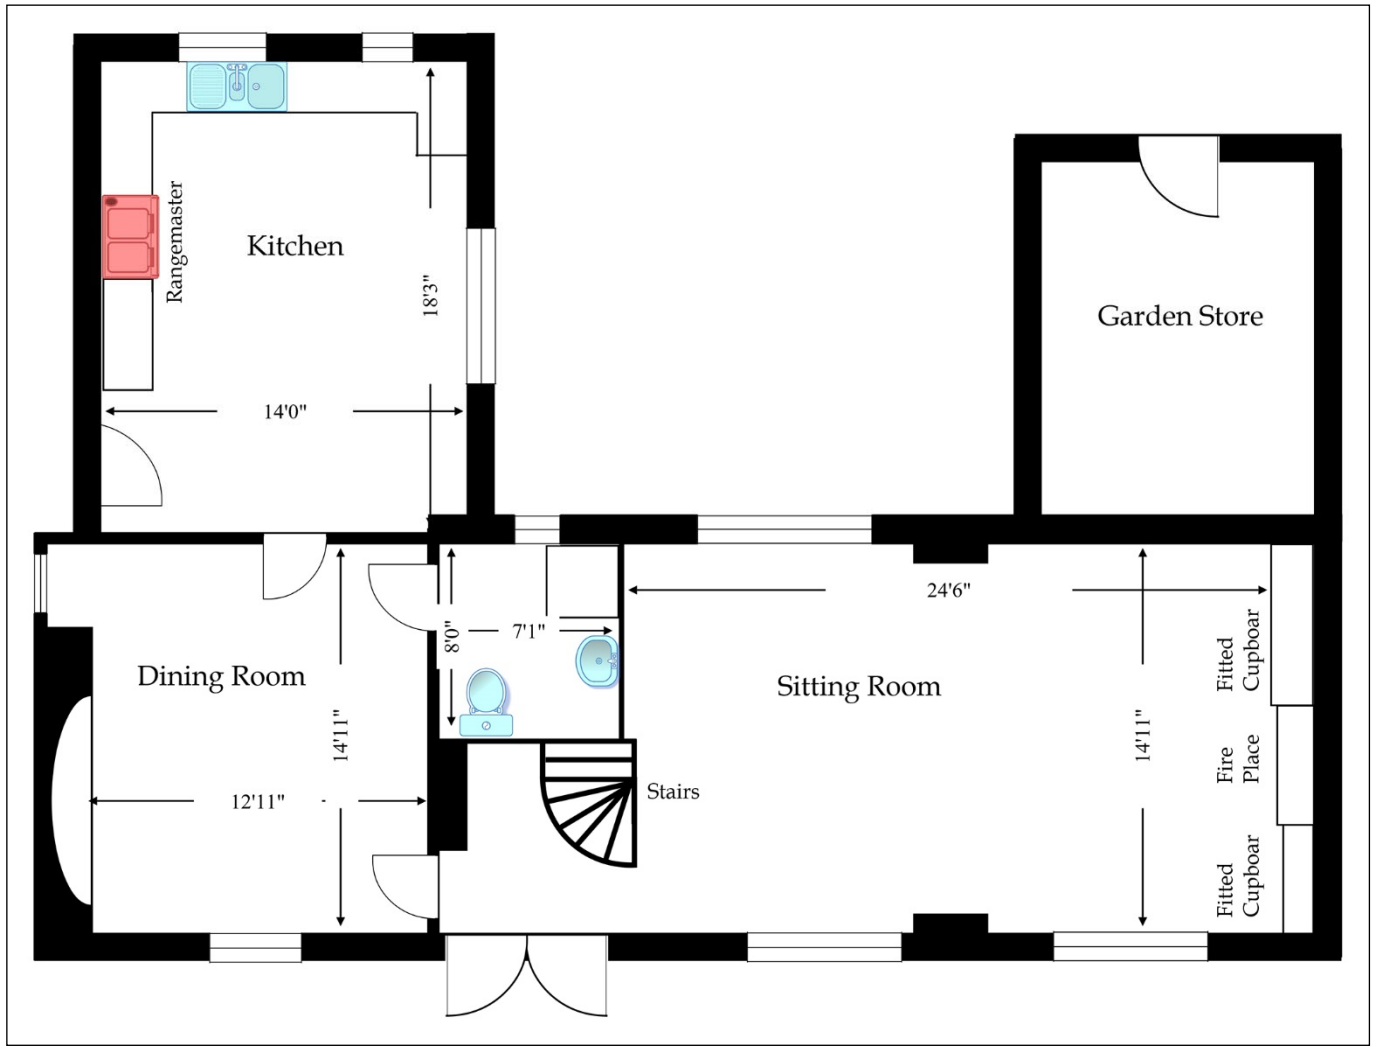 Kitchen
Rangemaster
18'3"
14'0"
Garden Store
Dining Room
14'11"
12'11"
8'0"
7'1"
Stairs
Sitting Room
24'6"
14'11"
Fitted
Cupboar
Fire
Place
Fitted
Cupboar